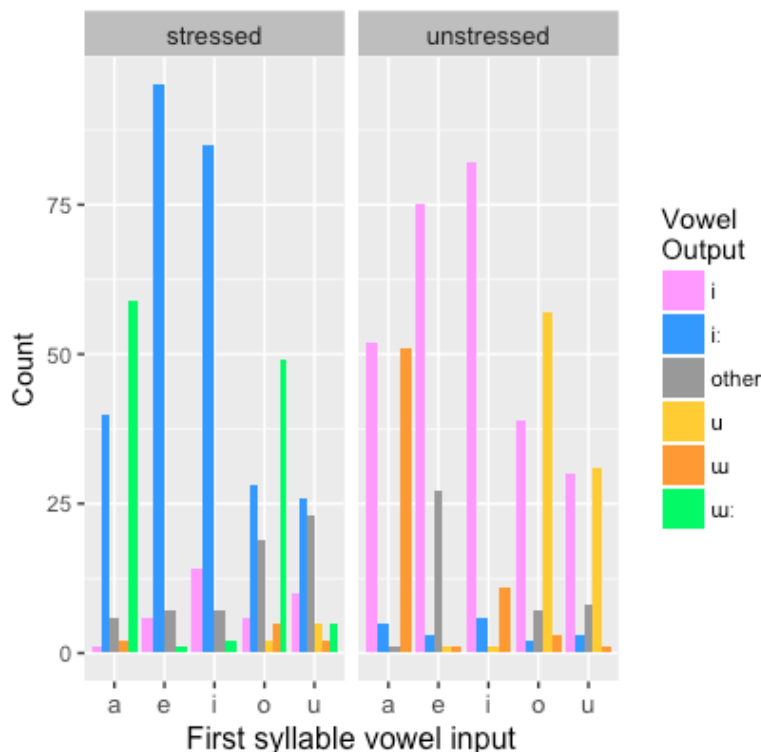 stressed
unstressed
75
50
25
0
Count
a e i o u
a e i o u
First syllable vowel input
Vowel
Output
i
iː
other
u
ɯ
ɯː